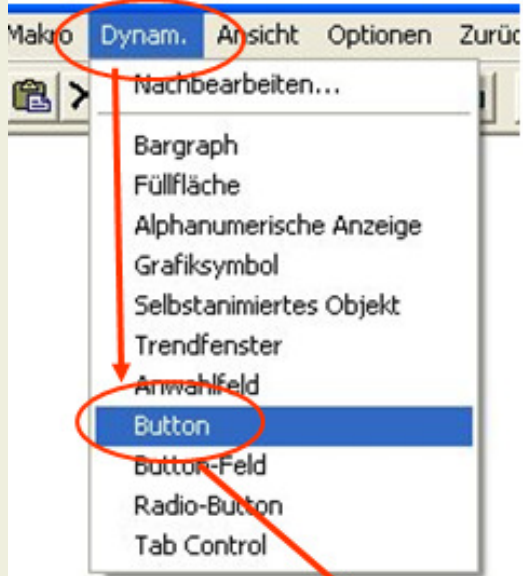 Makro Dynam. Ansicht Optionen Zurüc
Nachbearbeiten...
Bargraph
Füllfläche
Alphanumerische Anzeige
Grafiksymbol
Selbstanimiertes Objekt
Trendfenster
Anwahlfeld
Button
Button-Feld
Radio-Button
Tab Control